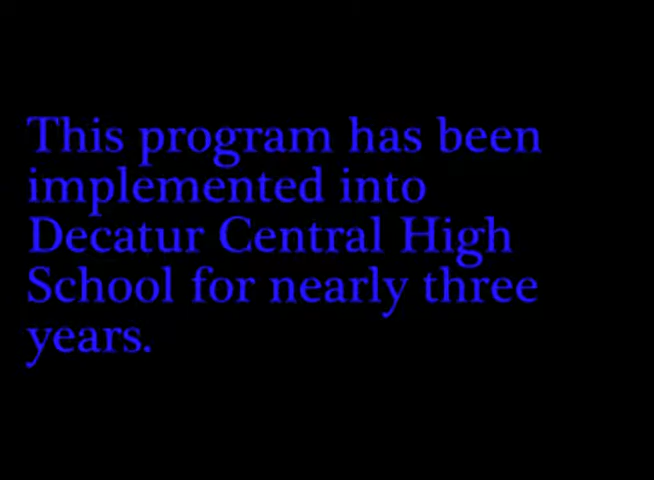 This program has been
implemented into
Decatur Central High
School for nearly three
years.